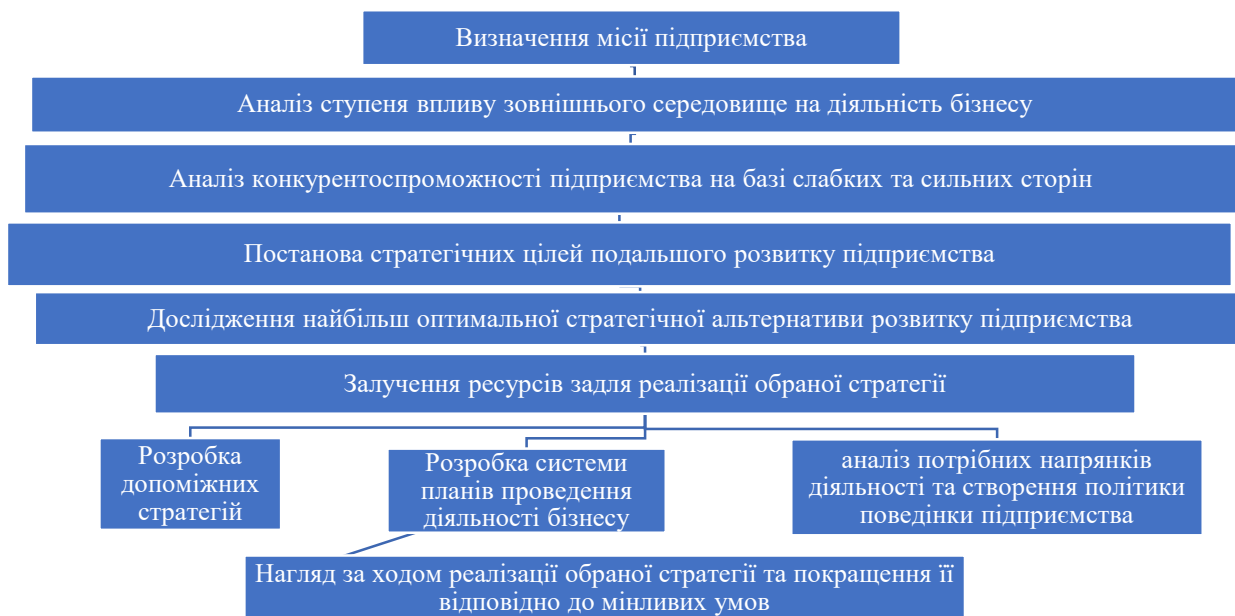 Визначення місії підприємства
Аналіз ступеня впливу зовнішнього середовище на діяльність бізнесу
Аналіз конкурентоспроможності підприємства на базі слабких та сильних сторін
Постанова стратегічних цілей подальшого розвитку підприємства
Дослідження найбільш оптимальної стратегічної альтернативи розвитку підприємства
Залучення ресурсів задля реалізації обраної стратегії
Розробка
допоміжних
стратегій
Розробка системи
планів проведення
діяльності бізнесу
аналіз потрібних напрянків
діяльності та створення політики
поведінки підприємства
Нагляд за ходом реалізації обраної стратегії та покращення її
відповідно до мінливих умов